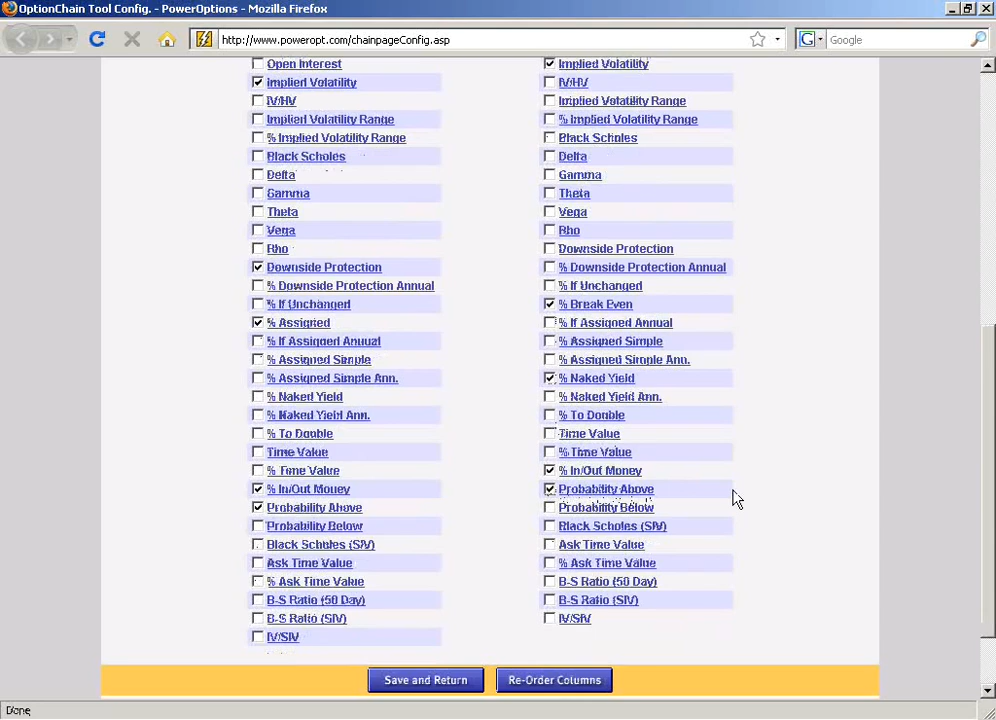 OptionChain Tool Config. - PowerOptions - Mozilla Firefox
http://www.poweropt.com/chainpageConfig.asp
Google
Open Interest
Implied Volatility
IV/HV
Implied Volatility Range
% Implied Volatility Range
Black Scholes
Delta
Gamma
Theta
Vega
Rho
Downside Protection
% Downside Protection Annual
% If Unchanged
% Assigned
% If Assigned Annual
% Assigned Simple
% Assigned Simple Ann.
% Naked Yield
% Naked Yield Ann.
% To Double
Time Value
% Time Value
% In/Out Money
Probability Above
Probability Below
Black Scholes (SIV)
Ask Time Value
% Ask Time Value
B-S Ratio (50 Day)
B-S Ratio (SIV)
IV/SIV
Implied Volatility
IV/HV
Implied Volatility Range
% Implied Volatility Range
Black Scholes
Delta
Gamma
Theta
Vega
Rho
Downside Protection
% Downside Protection Annual
% If Unchanged
% Break Even
% If Assigned Annual
% Assigned Simple
% Assigned Simple Ann.
% Naked Yield
% Naked Yield Ann.
% To Double
Time Value
% Time Value
% In/Out Money
Probability Above
Probability Below
Black Scholes (SIV)
Ask Time Value
% Ask Time Value
B-S Ratio (50 Day)
B-S Ratio (SIV)
IV/SIV
Save and Return
Re-Order Columns
Done